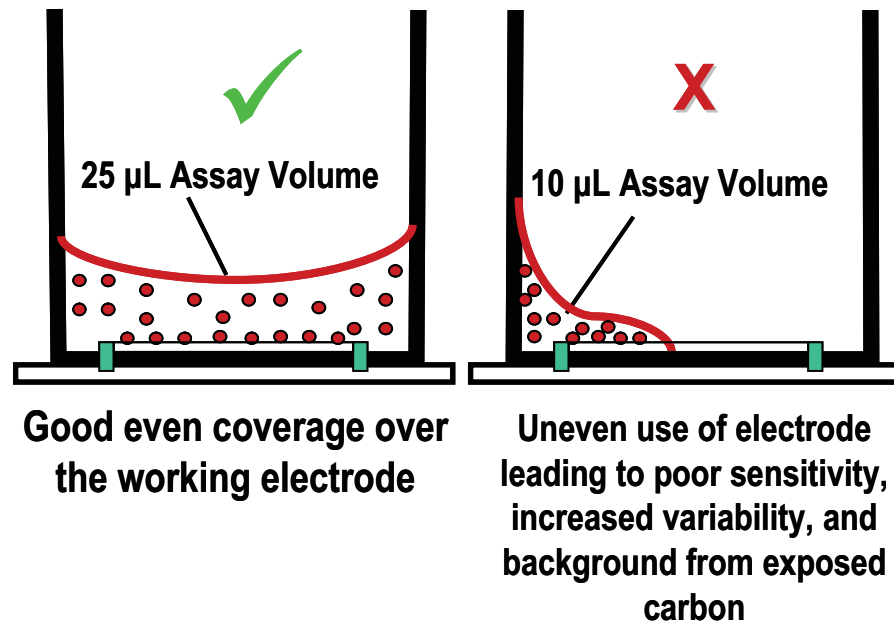 25 µL Assay Volume
Good even coverage over
the working electrode
X
10 µL Assay Volume
Uneven use of electrode
leading to poor sensitivity,
increased variability, and
background from exposed
carbon